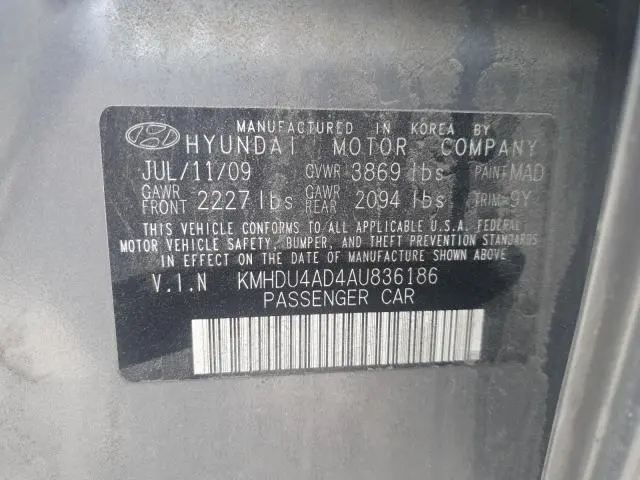 MANUFACTURED IN KOREA BY
HYUNDAI MOTOR COMPANY
JUL/11/09 GVWR 3869 lbs PAINT MAD
GAWR FRONT 2227 lbs GAWR REAR 2094 lbs TRIM 9Y
THIS VEHICLE CONFORMS TO ALL APPLICABLE U.S.A. FEDERAL
MOTOR VEHICLE SAFETY, BUMPER, AND THEFT PREVENTION STANDARDS
IN EFFECT ON THE DATE OF MANUFACTURE SHOWN ABOVE
V.I.N KMHDU4AD4AU836186
PASSENGER CAR